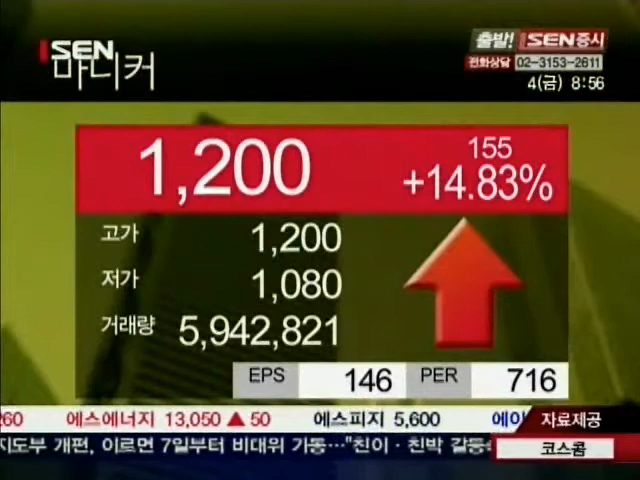 SEN
마니커
출발! SEN증시
전화상담 02-3153-2611
4(금) 8:56
1,200
155
+14.83%
고가 1,200
저가 1,080
거래량 5,942,821
EPS 146 PER 716
260 에스에너지 13,050 ▲ 50 에스피지 5,600 에이
자료제공
지도부 개편, 이르면 7일부터 비대위 가동…"친이·친박 갈등
코스콤